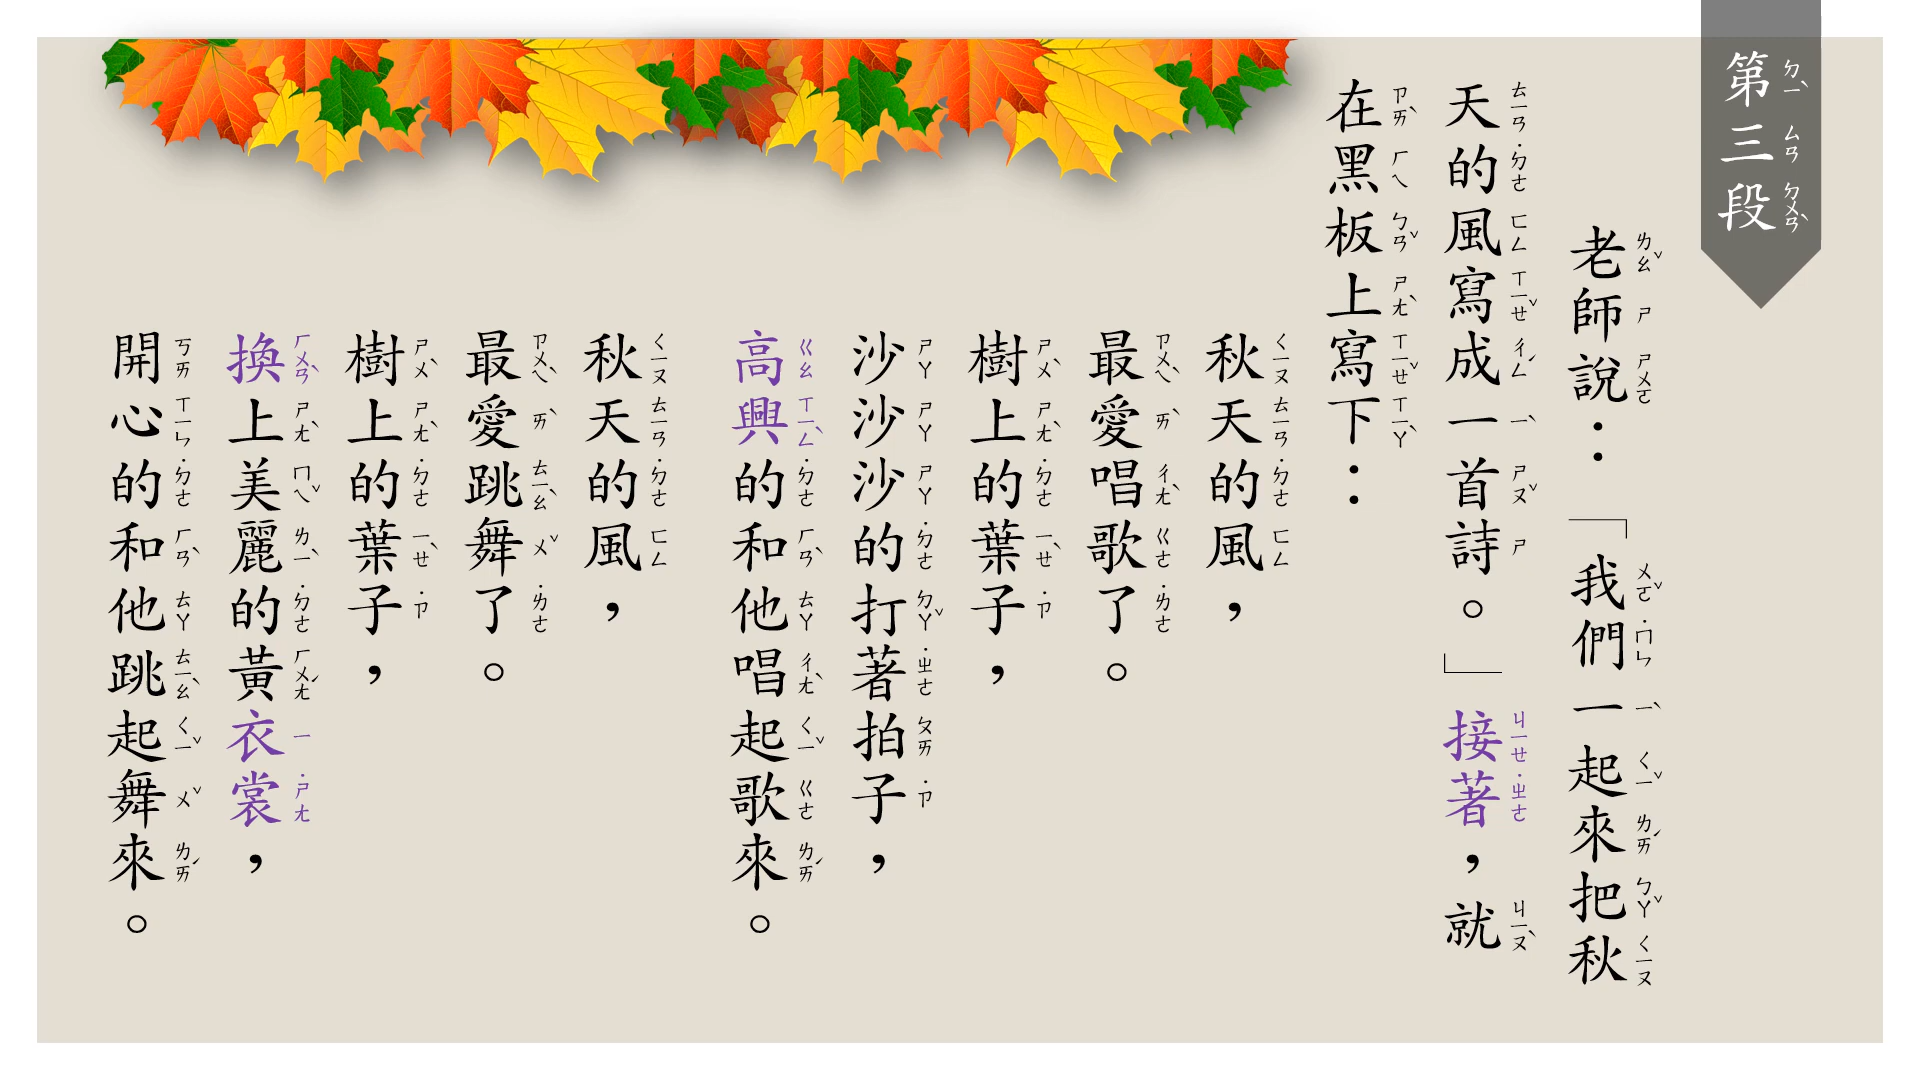 第三段
老師說：「我們一起來把秋
天的風寫成一首詩。」接著，就
在黑板上寫下：
秋天的風，
最愛唱歌了。
樹上的葉子，
沙沙沙的打著拍子，
高興的和他唱起歌來。
秋天的風，
最愛跳舞了。
樹上的葉子，
換上美麗的黃衣裳，
開心的和他跳起舞來。